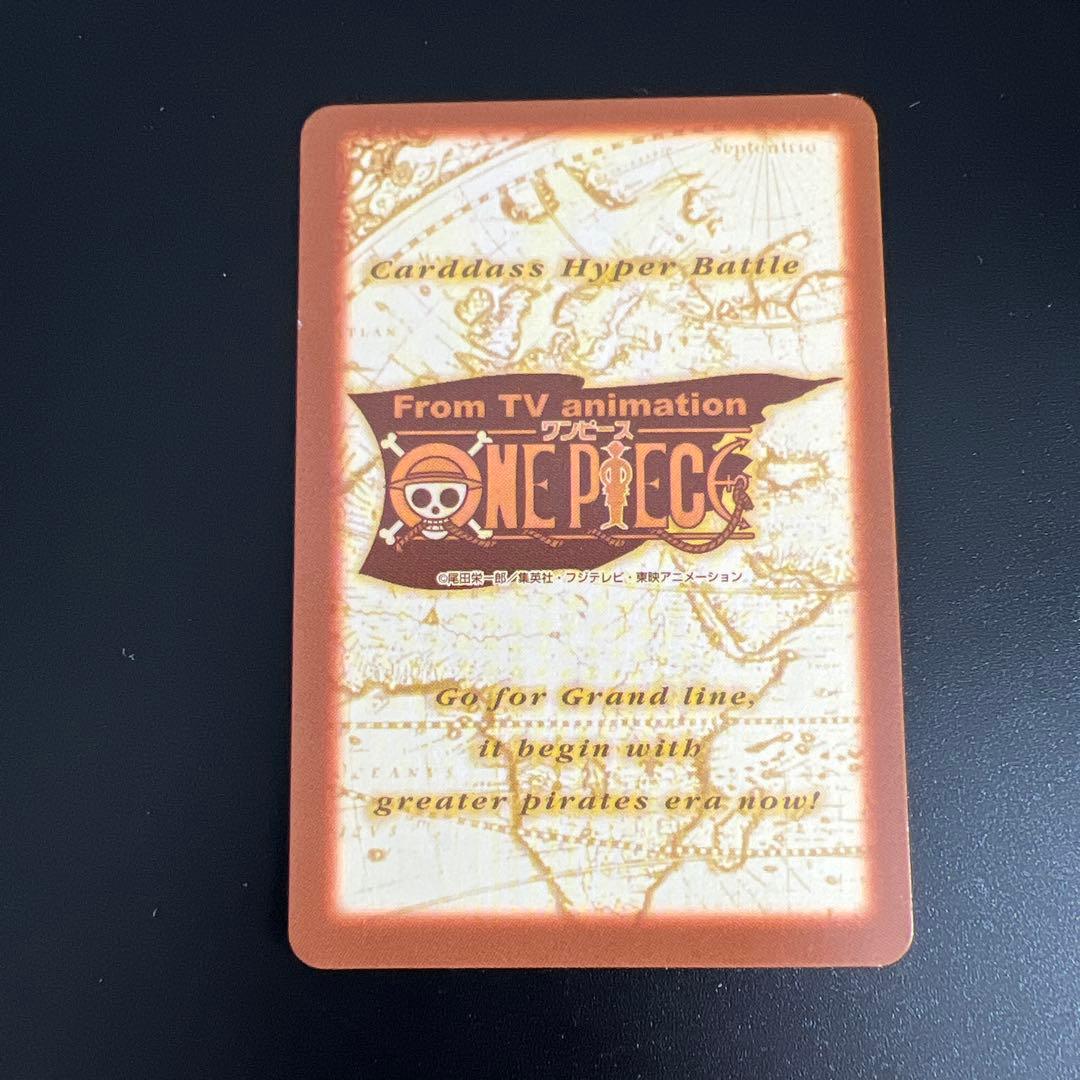 Septentrio
Carddass Hyper Battle
TLAN
From TV animation
ワンピース
ONE PIECE
©尾田栄一郎／集英社・フジテレビ・東映アニメーション
Go for Grand line,
it begin with
CEANVS
greater pirates era now!